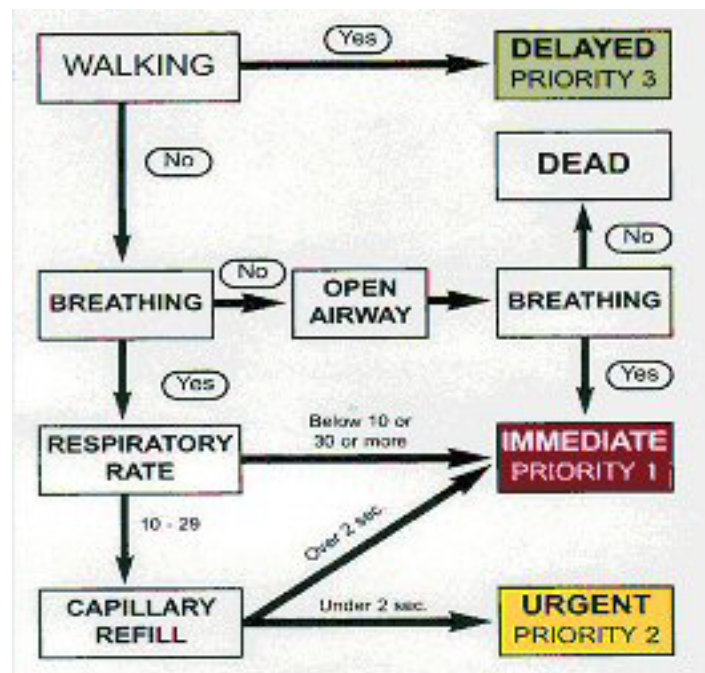 WALKING
Yes
DELAYED
PRIORITY 3
No
DEAD
No
BREATHING
No
OPEN
AIRWAY
BREATHING
Yes
Yes
RESPIRATORY
RATE
Below 10 or
30 or more
IMMEDIATE
PRIORITY 1
10 - 29
Over 2 sec.
CAPILLARY
REFILL
Under 2 sec.
URGENT
PRIORITY 2